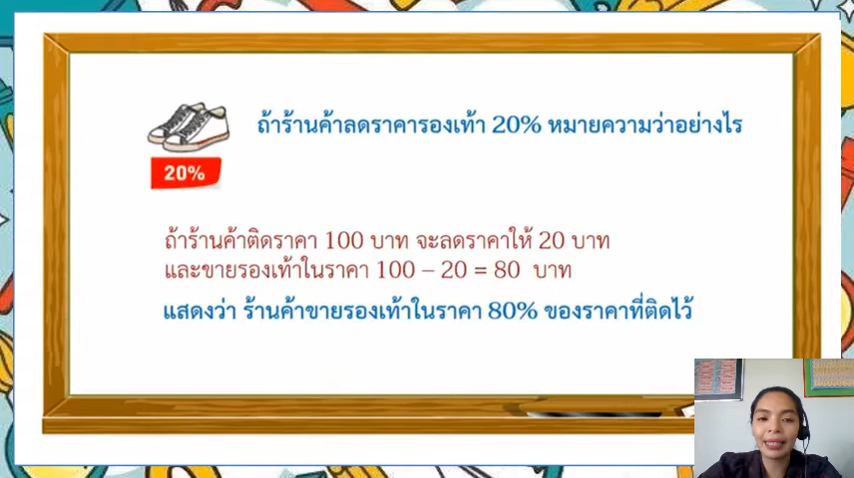 ถ้าร้านค้าลดราคารองเท้า 20% หมายความว่าอย่างไร
20%
ถ้าร้านค้าติดราคา 100 บาท จะลดราคาให้ 20 บาท
และขายรองเท้าในราคา 100 – 20 = 80 บาท
แสดงว่า ร้านค้าขายรองเท้าในราคา 80% ของราคาที่ติดไว้